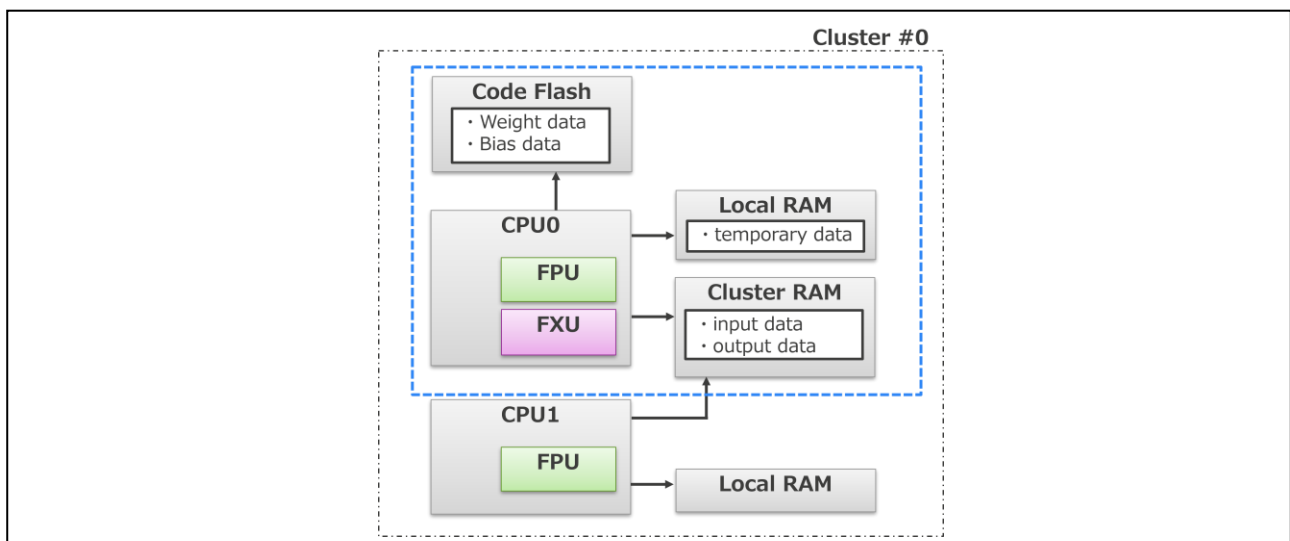 Cluster #0
Code Flash
・Weight data
・Bias data
CPU0
FPU
FXU
Local RAM
・temporary data
Cluster RAM
・input data
・output data
CPU1
FPU
Local RAM